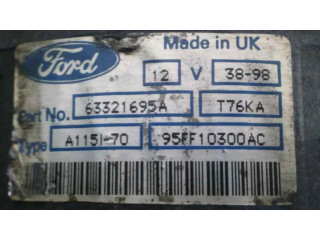 Ford Made in UK
12 V 38-98
Part No. 63321695A T76KA
Type A115I-70 95FF10300AC